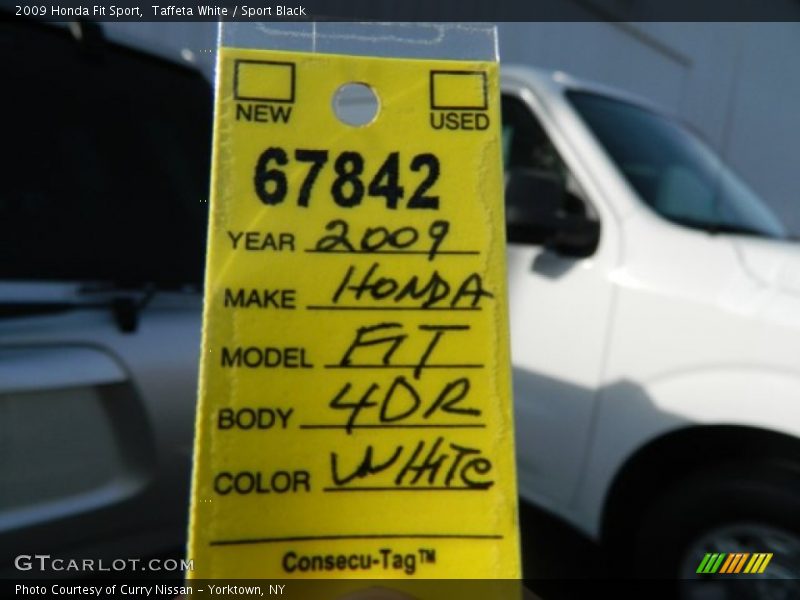 2009 Honda Fit Sport,  Taffeta White / Sport Black
NEW USED
67842
YEAR 2009
MAKE HONDA
MODEL FIT
BODY 4DR
COLOR WHITe
Consecu-Tag™
GTCARLOT.COM
Photo Courtesy of Curry Nissan - Yorktown, NY